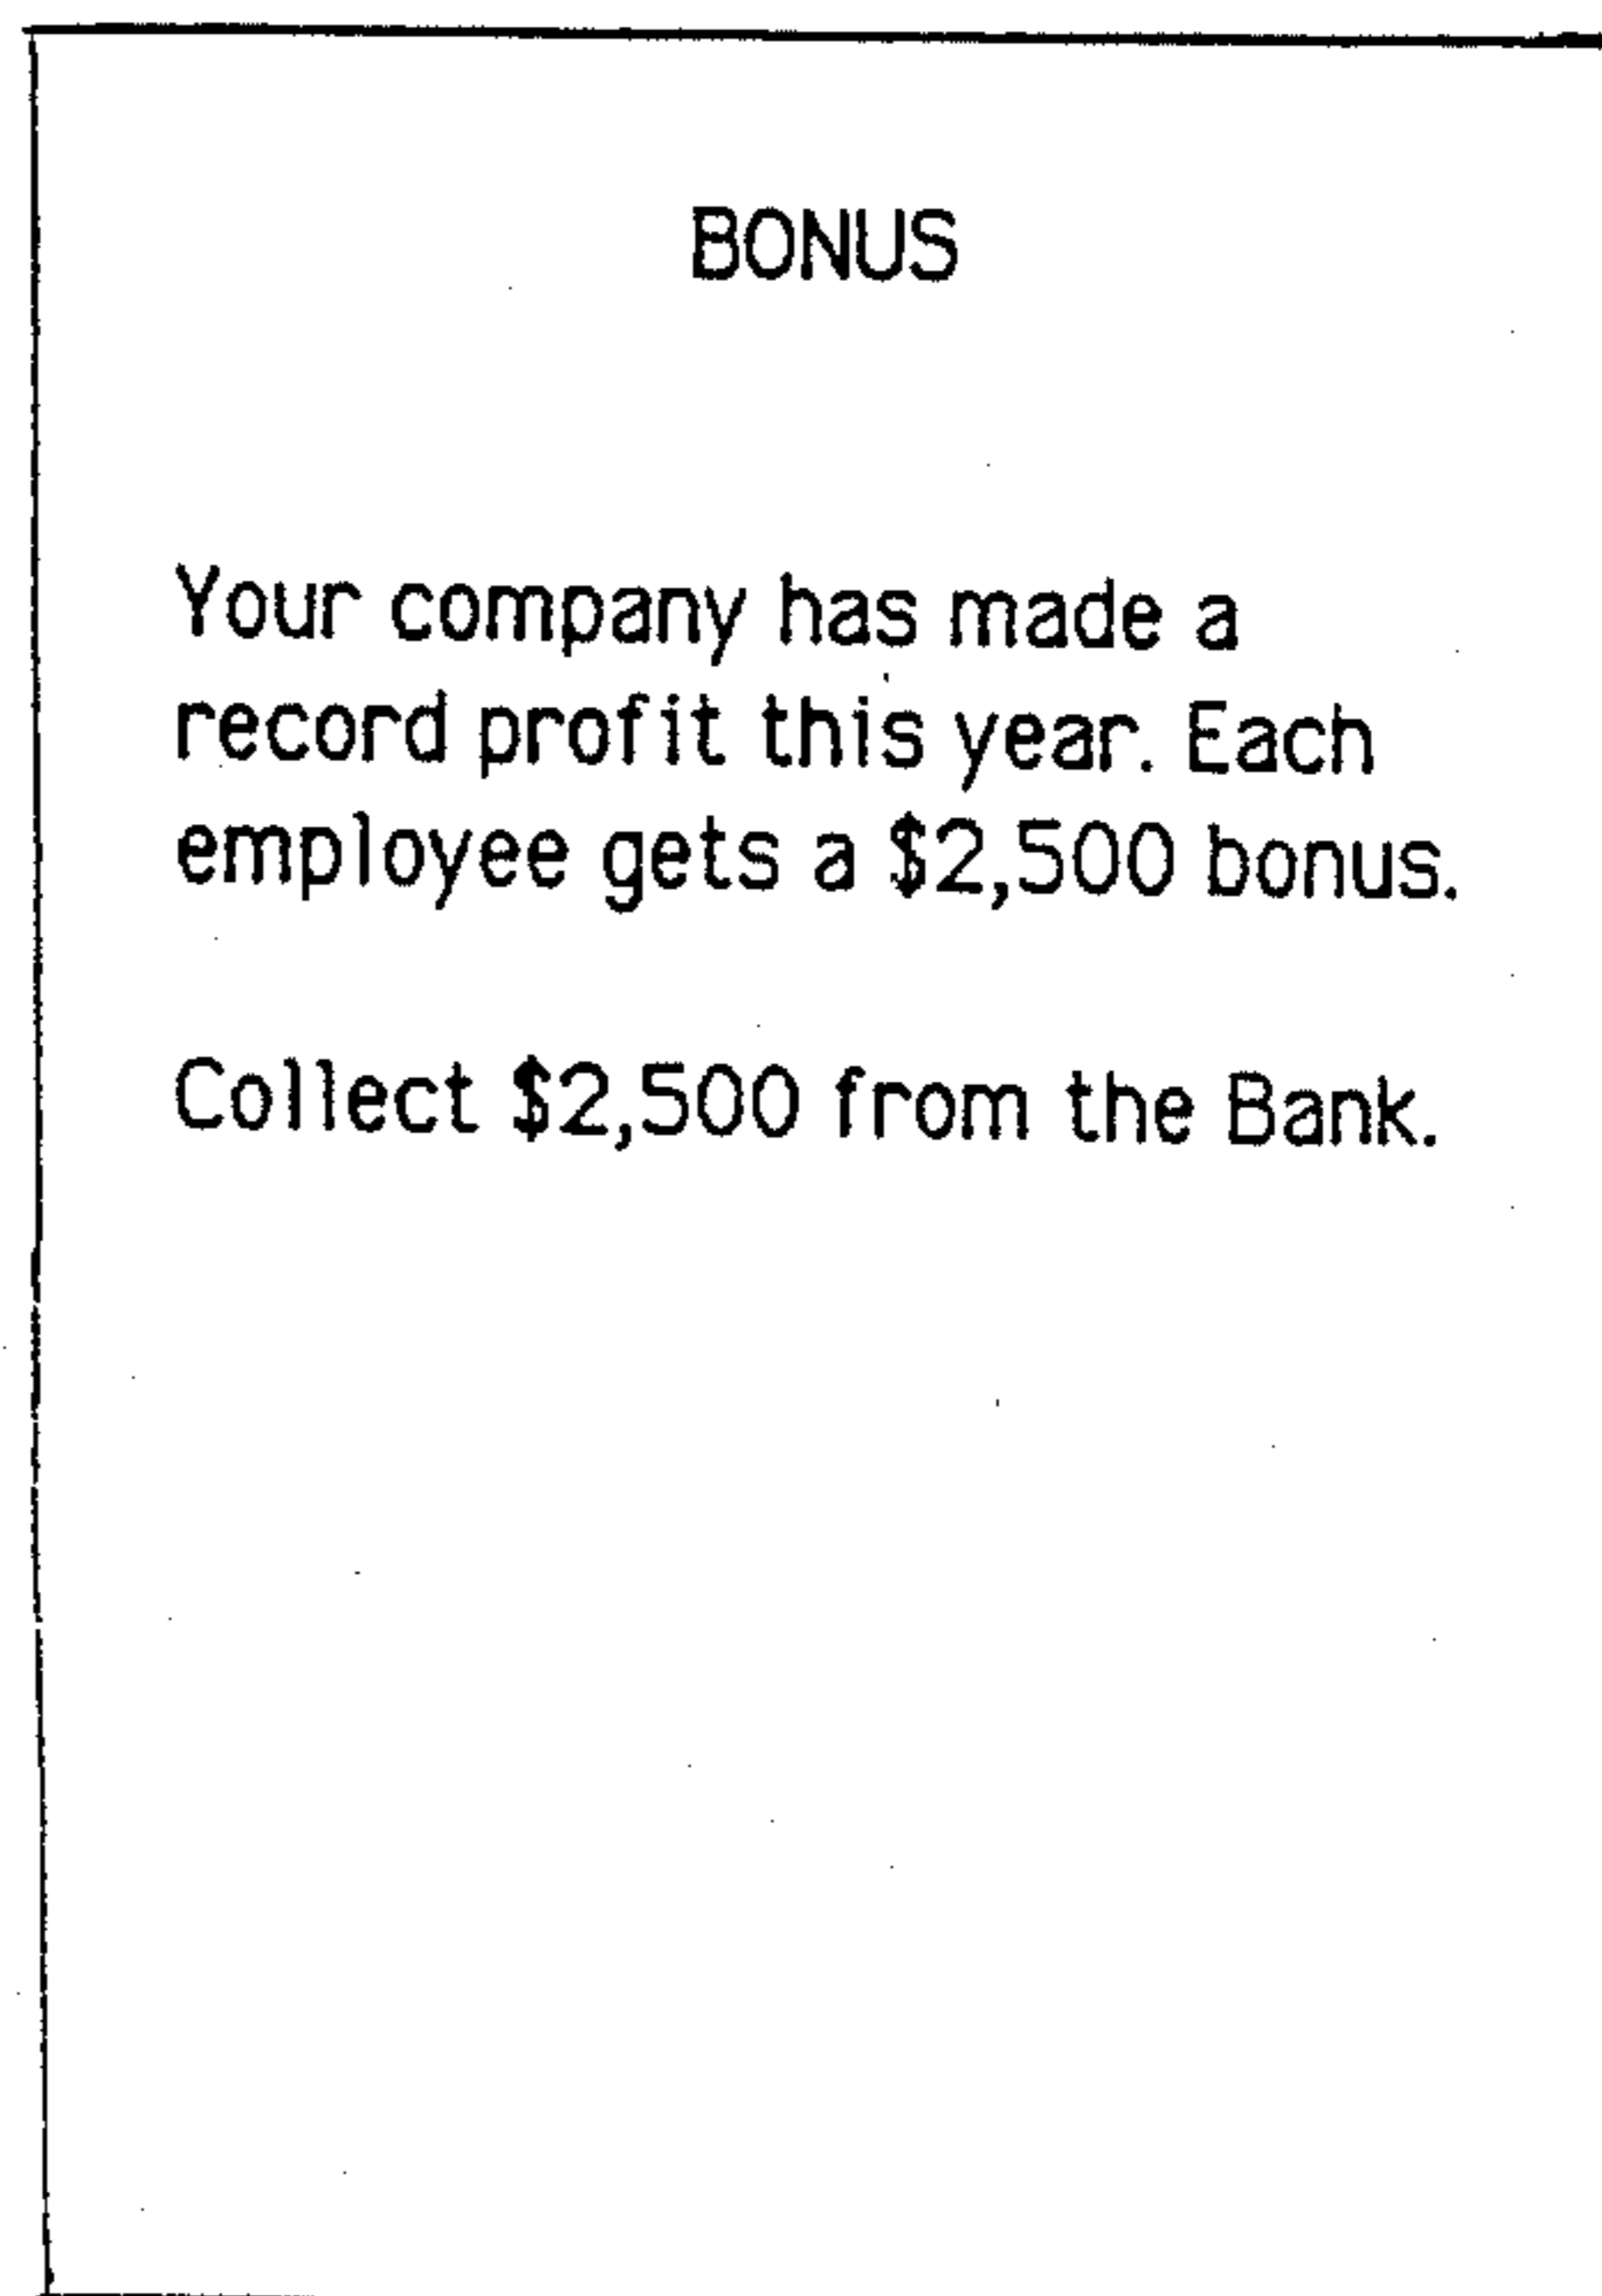 BONUS
Your company has made a
record profit this year. Each
employee gets a $2,500 bonus.
Collect $2,500 from the Bank.